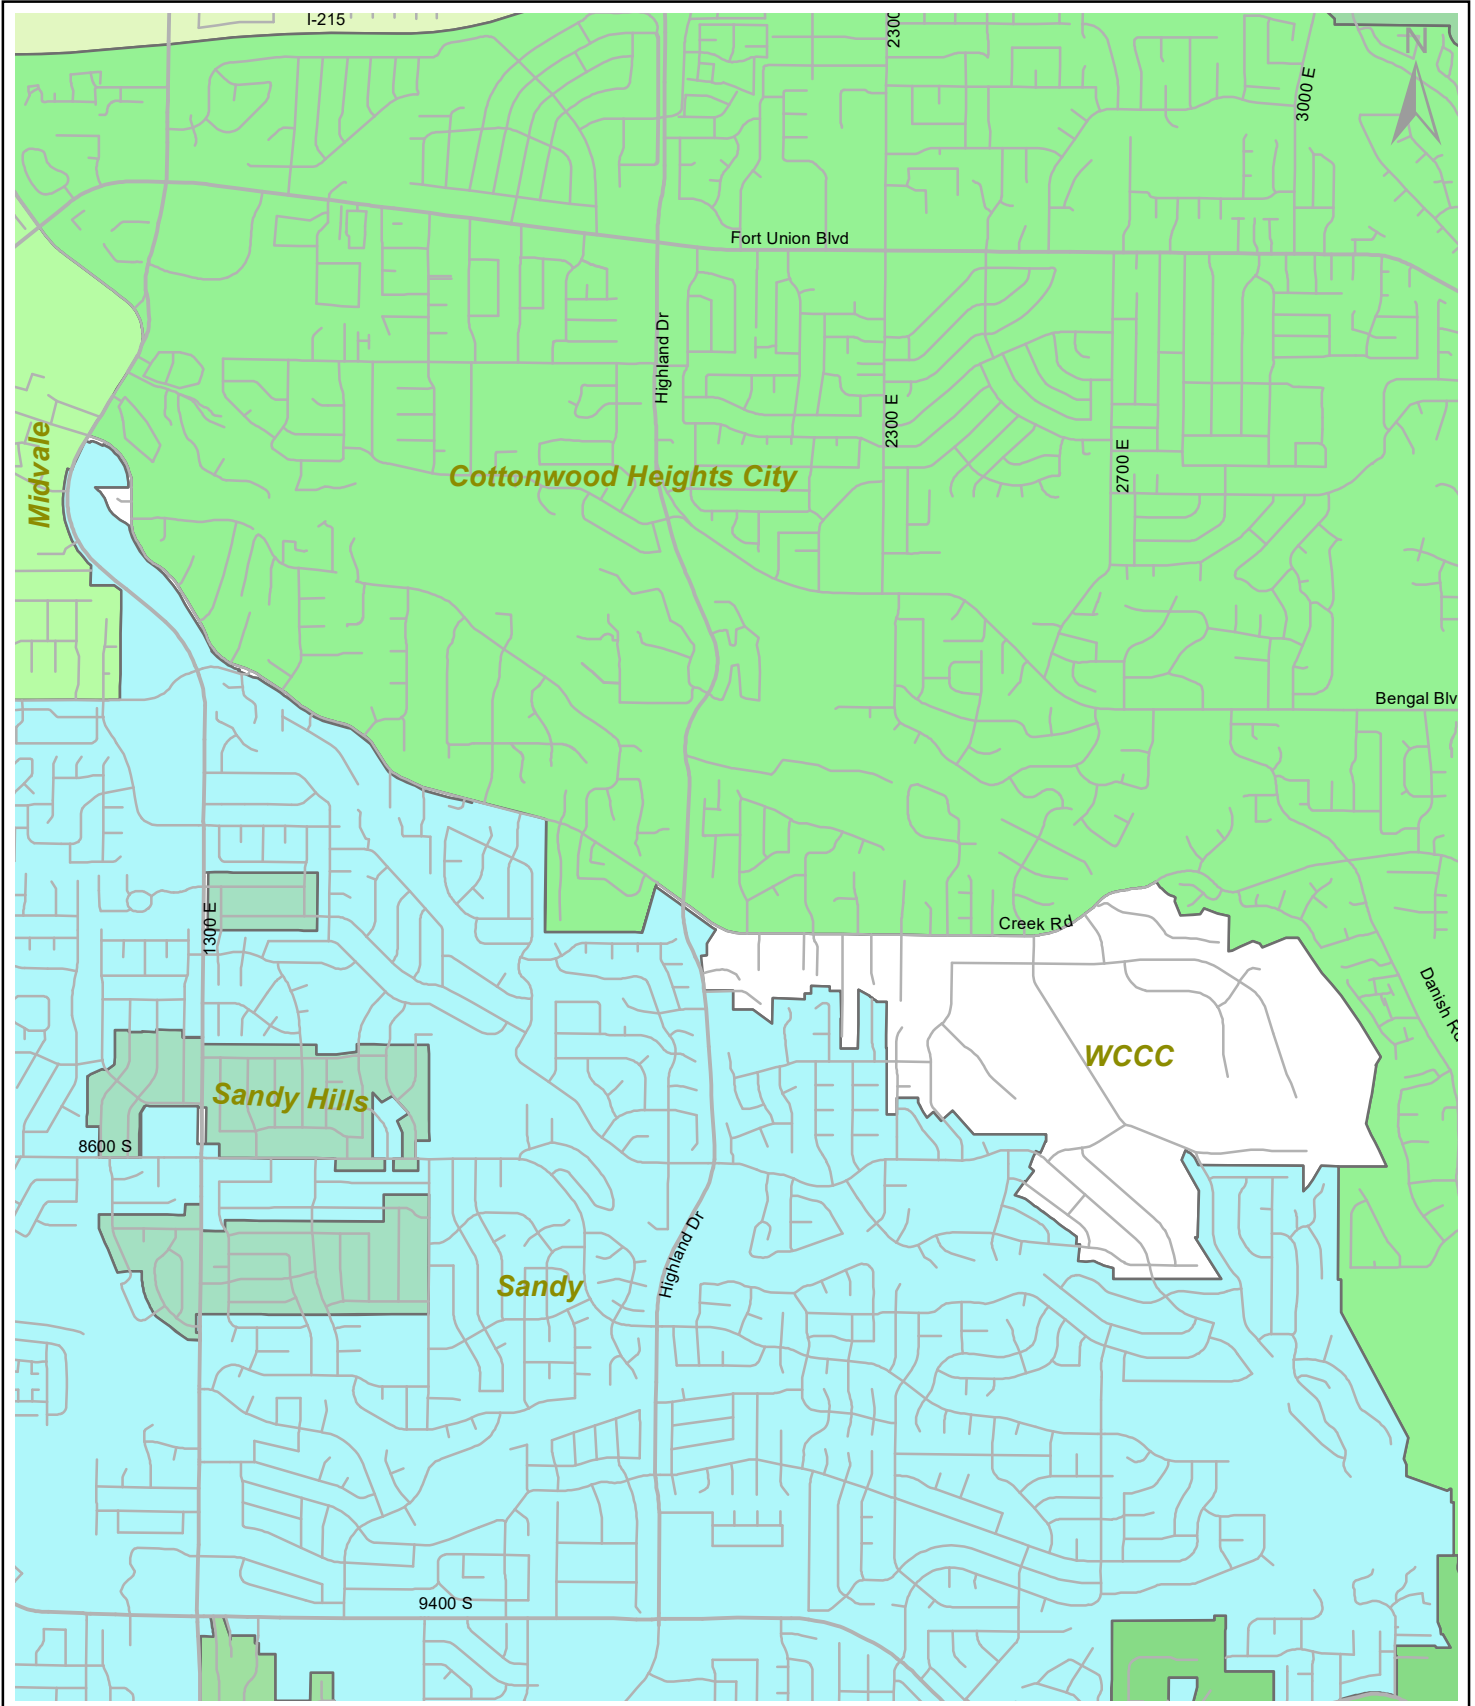 I-215
2300
N
3000 E
Fort Union Blvd
Highland Dr
2300 E
Midvale
Cottonwood Heights City
2700 E
Bengal Blv
1300 E
Creek Rd
Danish Rd
WCCC
Sandy Hills
8600 S
Highland Dr
Sandy
9400 S